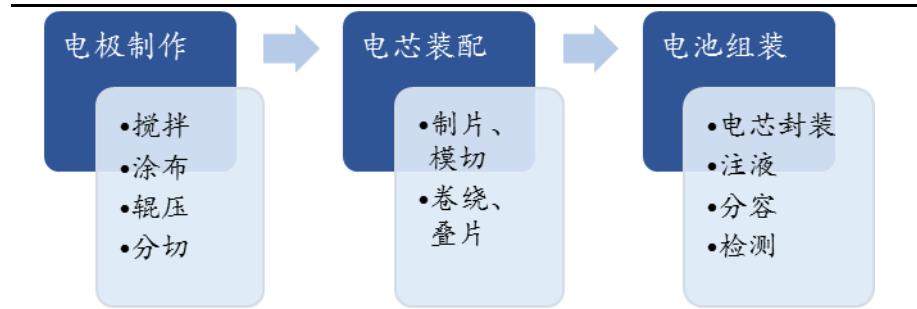 电极制作
•搅拌
•涂布
•辊压
•分切
电芯装配
•制片、
模切
•卷绕、
叠片
电池组装
•电芯封装
•注液
•分容
•检测